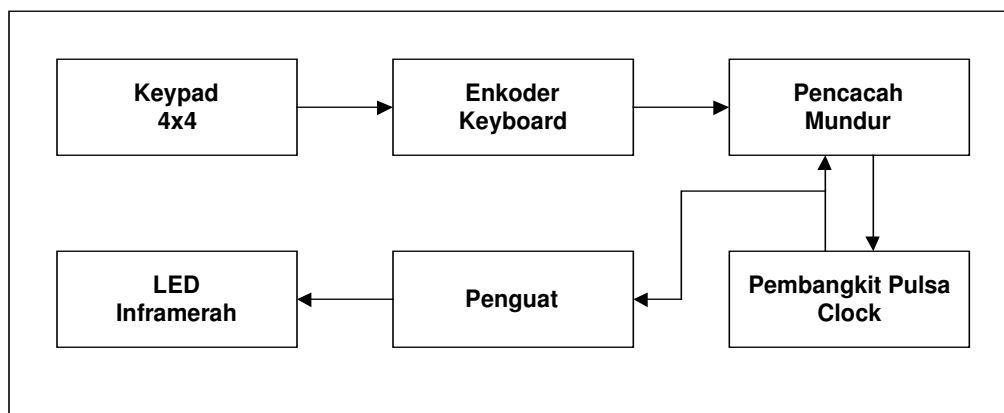 Keypad
4x4
Enkoder
Keyboard
Pencacah
Mundur
LED
Inframerah
Penguat
Pembangkit Pulsa
Clock